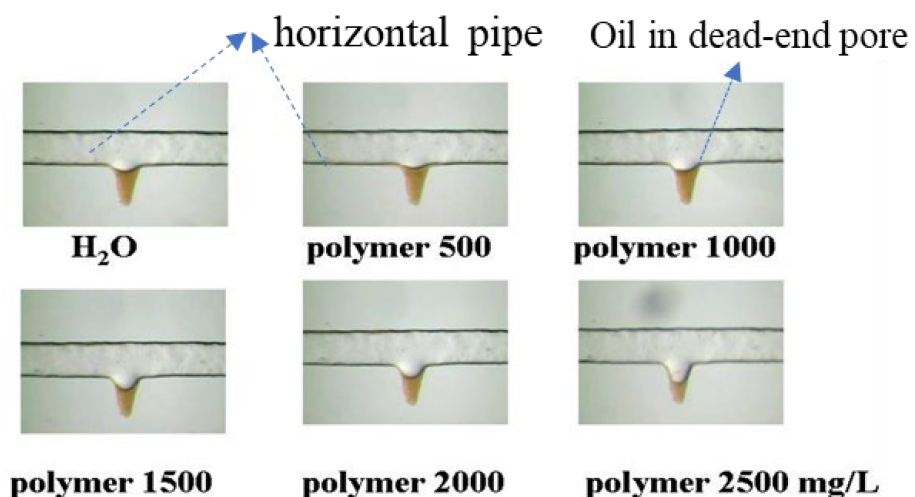 horizontal pipe
Oil in dead-end pore
H₂O
polymer 500
polymer 1000
polymer 1500
polymer 2000
polymer 2500 mg/L